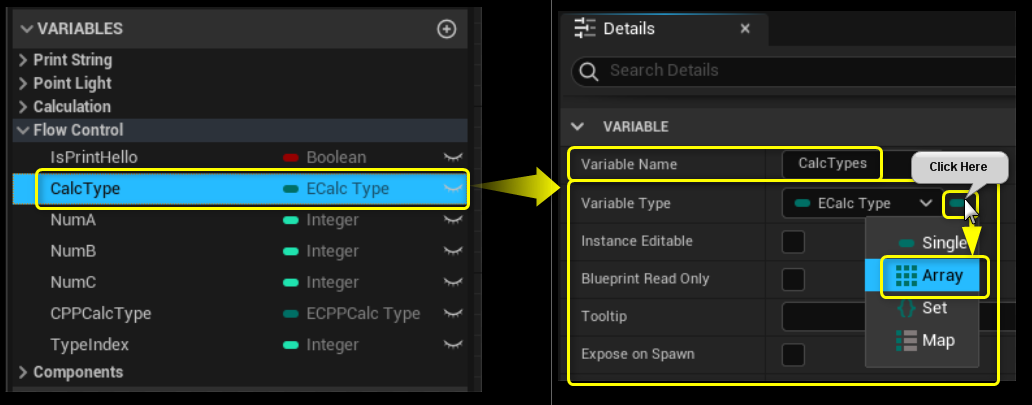 VARIABLES
Print String
Point Light
Calculation
Flow Control
IsPrintHello Boolean
CalcType ECalc Type
NumA Integer
NumB Integer
NumC Integer
CPPCalcType ECPPCalc Type
TypeIndex Integer
Components
Details
Search Details
VARIABLE
Variable Name CalcTypes
Click Here
Variable Type ECalc Type
Instance Editable
Single
Blueprint Read Only
Array
Tooltip
Set
Map
Expose on Spawn